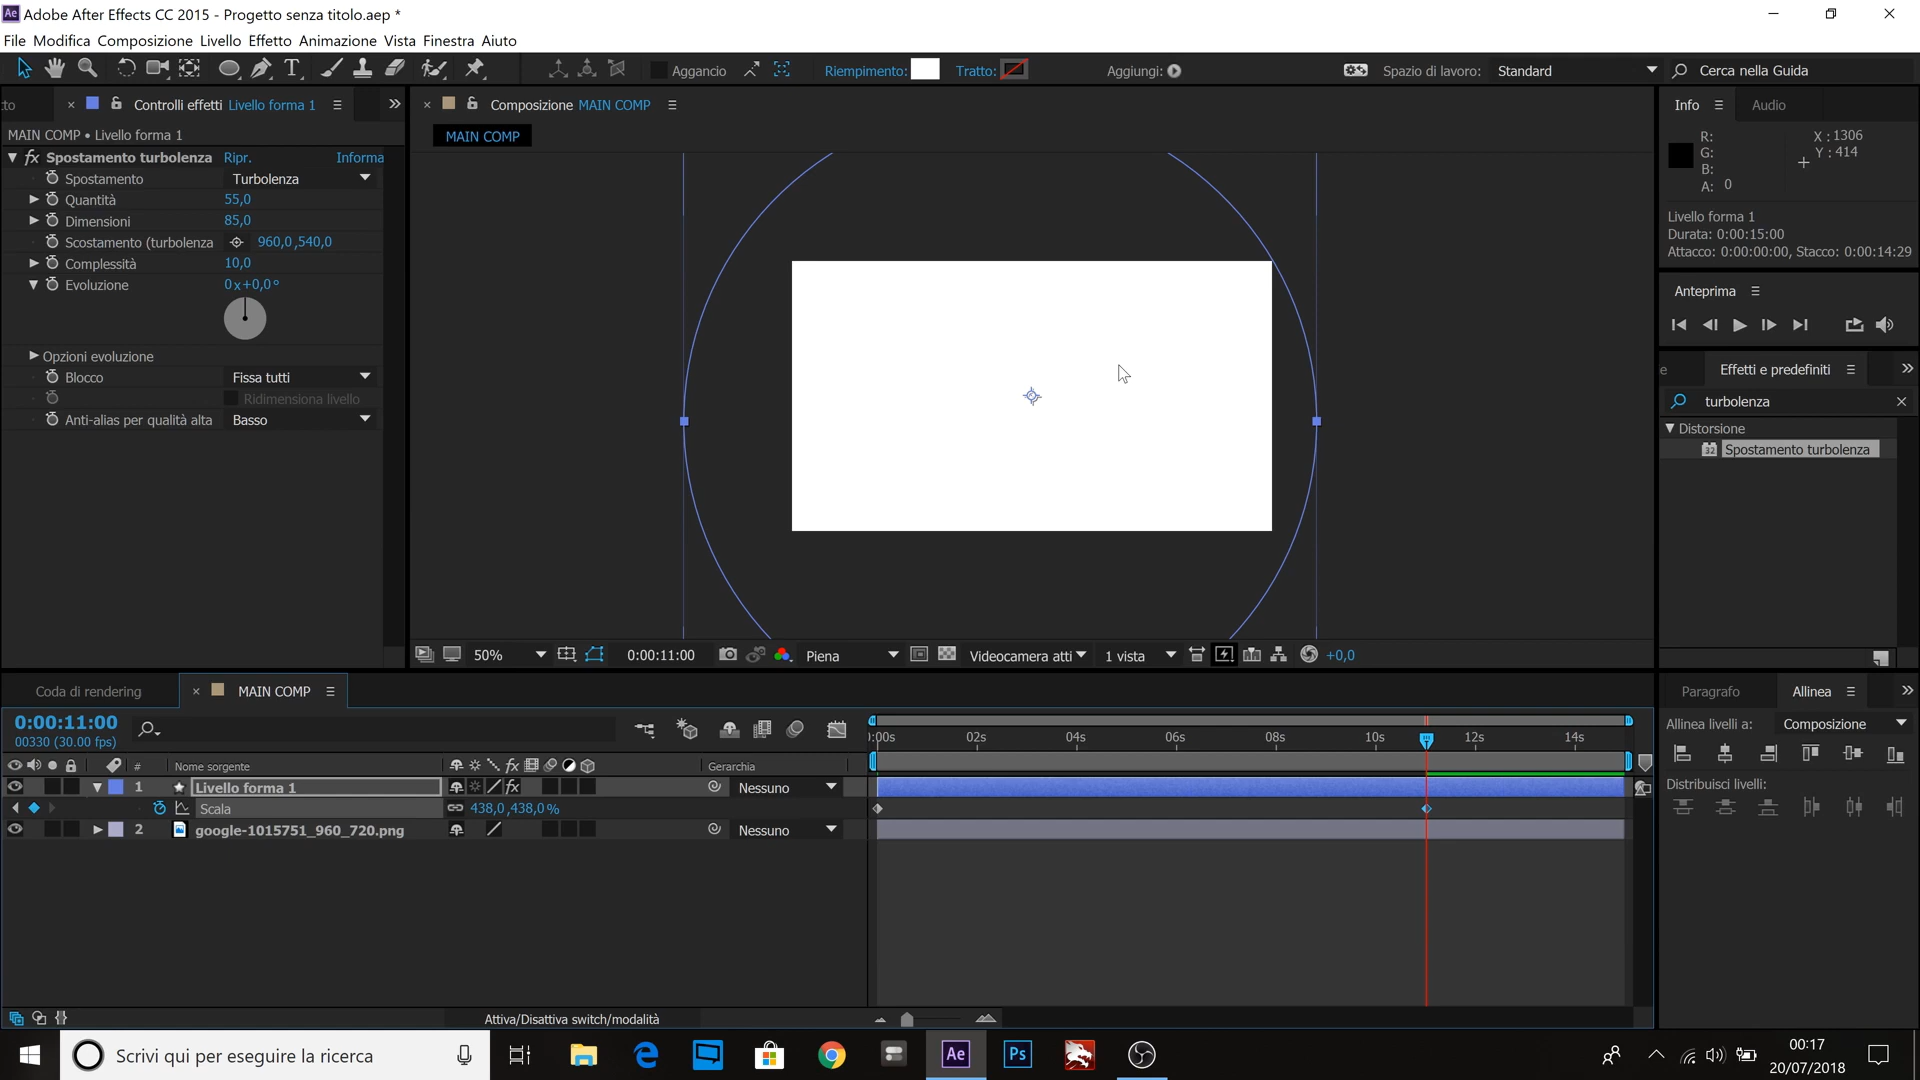 Adobe After Effects CC 2015 - Progetto senza titolo.aep *
File Modifica Composizione Livello Effetto Animazione Vista Finestra Aiuto
Aggancio Riempimento: Tratto: Aggiungi: Spazio di lavoro: Standard Cerca nella Guida
Controlli effetti Livello forma 1
Composizione MAIN COMP
Info Audio
MAIN COMP • Livello forma 1
MAIN COMP
Spostamento turbolenza Ripr. Informa
Spostamento Turbolenza
Quantità 55,0
Dimensioni 85,0
Scostamento (turbolenza 960,0 ,540,0
Complessità 10,0
Evoluzione 0x+0,0°
Opzioni evoluzione
Blocco Fissa tutti
Ridimensiona livello
Anti-alias per qualità alta Basso
R:
G:
B:
A: 0
X : 1306
Y : 414
Livello forma 1
Durata: 0:00:15:00
Attacco: 0:00:00:00, Stacco: 0:00:14:29
Anteprima
Effetti e predefiniti
turbolenza
Distorsione
32 Spostamento turbolenza
50% 0:00:11:00 Piena Videocamera atti 1 vista +0,0
Coda di rendering MAIN COMP
0:00:11:00
00330 (30.00 fps)
:00s 02s 04s 06s 08s 10s 12s 14s
# Nome sorgente Gerarchia
1 Livello forma 1 Nessuno
Scala 438,0 ,438,0 %
2 google-1015751_960_720.png Nessuno
Attiva/Disattiva switch/modalità
Paragrafo Allinea
Allinea livelli a: Composizione
Distribuisci livelli:
Scrivi qui per eseguire la ricerca
Ae Ps
00:17
20/07/2018